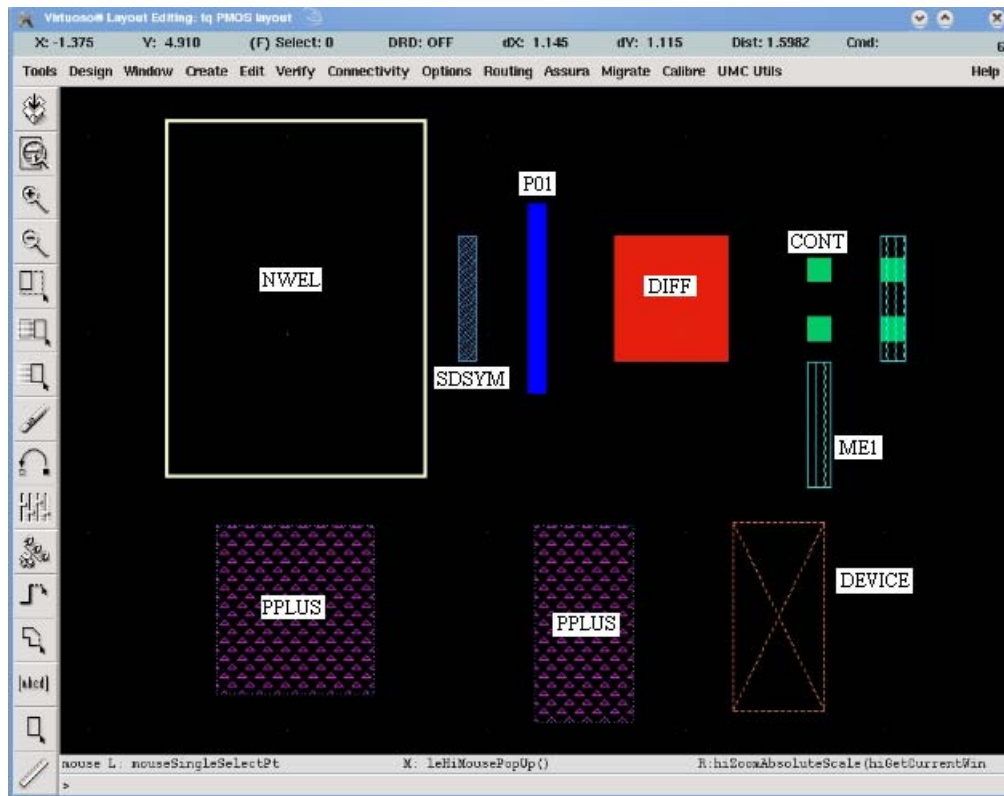 Virtuoso® Layout Editing: tq PMOS layout
X: -1.375 Y: 4.910 (F) Select: 0 DRD: OFF dX: 1.145 dY: 1.115 Dist: 1.5982 Cmd: 6
Tools Design Window Create Edit Verify Connectivity Options Routing Assura Migrate Calibre UMC Utils Help
P01
CONT
NWEL
DIFF
SDSYM
ME1
DEVICE
PPLUS
PPLUS
[abcd]
mouse L: mouseSingleSelectPt M: leHiMousePopUp() R:hiZoomAbsoluteScale(hiGetCurrentWin
>